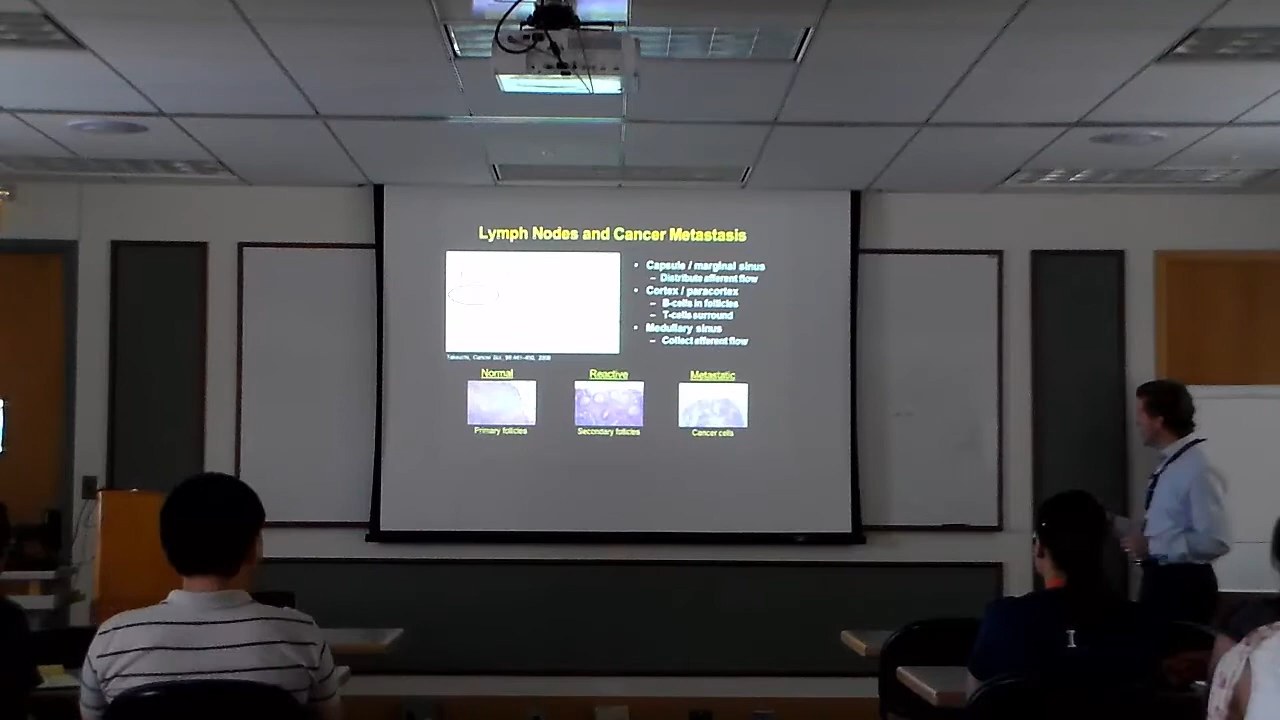 Lymph Nodes and Cancer Metastasis
• Capsule / marginal sinus
– Distribute afferent flow
• Cortex / paracortex
– B-cells in follicles
– T-cells surround
• Medullary sinus
– Collect afferent flow
Normal
Reactive
Metastatic
Primary follicles
Secondary follicles
Cancer cells
I